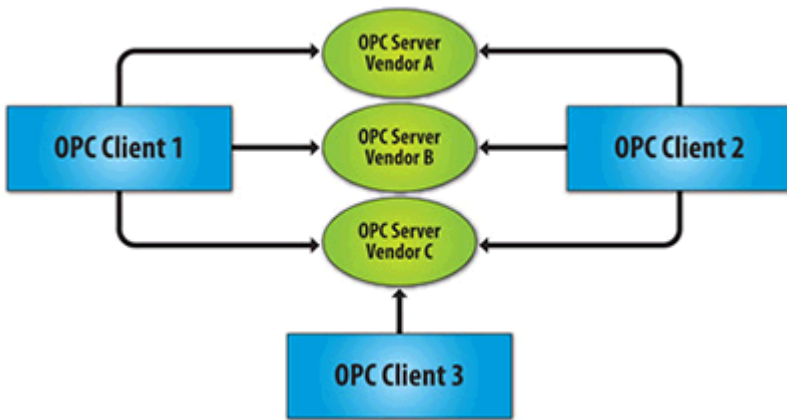 OPC Server
Vendor A
OPC Client 1
OPC Server
Vendor B
OPC Client 2
OPC Server
Vendor C
OPC Client 3